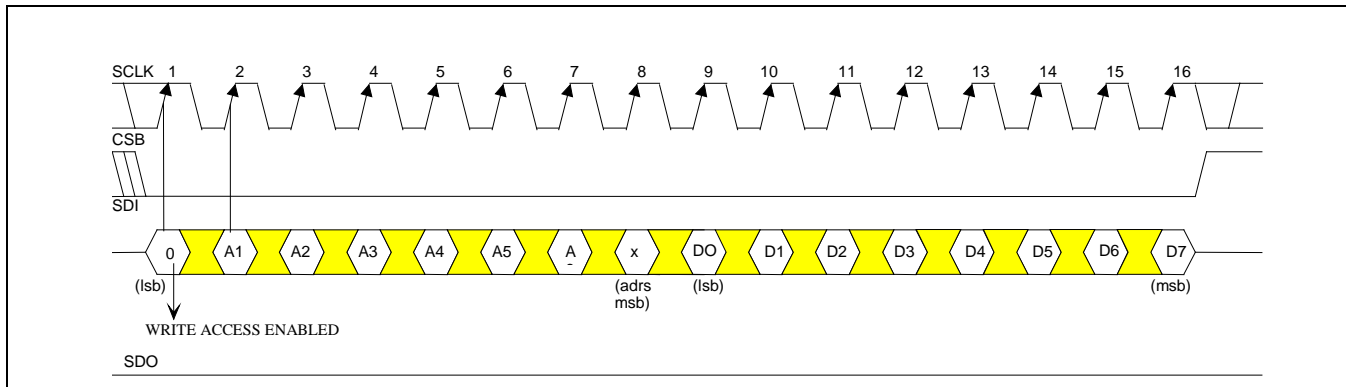 SCLK 1 2 3 4 5 6 7 8 9 10 11 12 13 14 15 16
CSB
SDI
0 A1 A2 A3 A4 A5 A x DO D1 D2 D3 D4 D5 D6 D7
(lsb) (adrs msb) (lsb) (msb)
WRITE ACCESS ENABLED
SDO